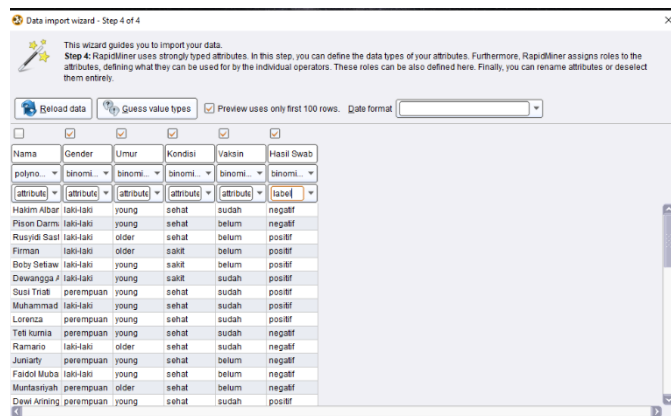 Data import wizard - Step 4 of 4
This wizard guides you to import your data.
Step 4: RapidMiner uses strongly typed attributes. In this step, you can define the data types of your attributes. Furthermore, RapidMiner assigns roles to the
attributes, defining what they can be used for by the individual operators. These roles can be also defined here. Finally, you can rename attributes or deselect
them entirely.
Reload data Guess value types Preview uses only first 100 rows. Date format
Nama Gender Umur Kondisi Vaksin Hasil Swab
polyno... binomi... binomi... binomi... binomi... binomi...
attribute attribute attribute attribute attribute label
Hakim Albar laki-laki young sehat sudah negatif
Pison Darma laki-laki young sehat belum negatif
Rusyidi Sast laki-laki older sehat belum positif
Firman laki-laki older sakit belum positif
Boby Setiaw laki-laki young sakit belum positif
Dewangga A laki-laki young sakit sudah positif
Susi Triati perempuan young sehat sudah positif
Muhammad laki-laki young sehat sudah positif
Lorenza perempuan young sehat sudah positif
Teti kurnia perempuan young sehat sudah negatif
Ramario laki-laki older sehat sudah negatif
Juniarty perempuan young sehat belum negatif
Faidol Muba laki-laki young sehat belum negatif
Muntasriyah perempuan older sehat belum negatif
Dewi Arining perempuan young sehat sudah positif